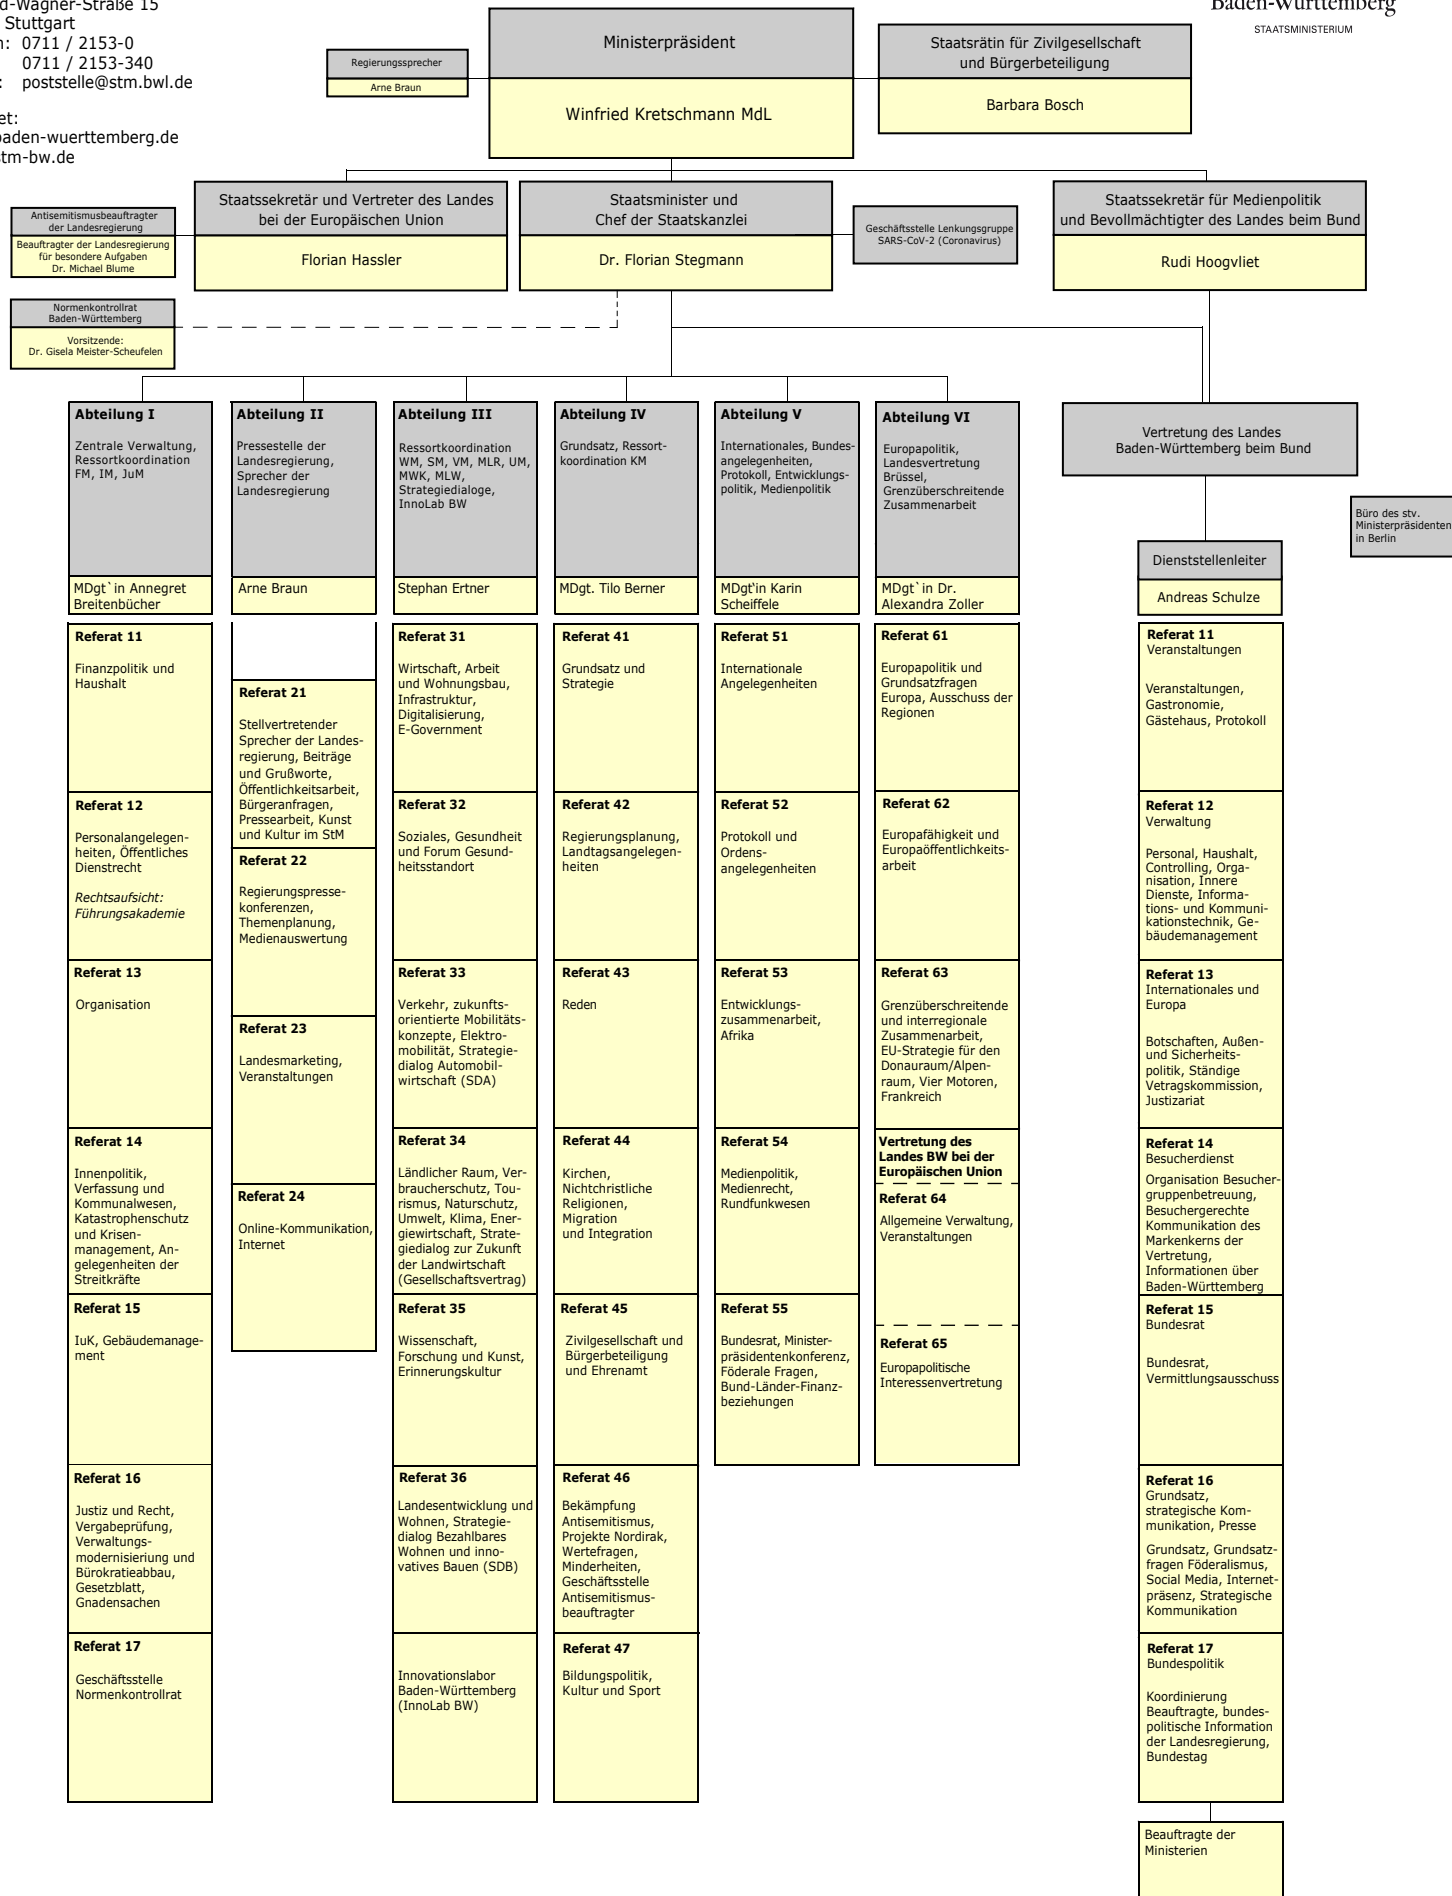 d-Wagner-Straße 15
Stuttgart
n: 0711 / 2153-0
0711 / 2153-340
: poststelle@stm.bwl.de
et:
baden-wuerttemberg.de
stm-bw.de
Baden-Württemberg
STAATSMINISTERIUM
Ministerpräsident
Winfried Kretschmann MdL
Regierungssprecher
Arne Braun
Staatsrätin für Zivilgesellschaft
und Bürgerbeteiligung
Barbara Bosch
Staatssekretär und Vertreter des Landes
bei der Europäischen Union
Florian Hassler
Staatsminister und
Chef der Staatskanzlei
Dr. Florian Stegmann
Staatssekretär für Medienpolitik
und Bevollmächtigter des Landes beim Bund
Rudi Hoogvliet
Antisemitismusbeauftragter
der Landesregierung
Beauftragter der Landesregierung
für besondere Aufgaben
Dr. Michael Blume
Geschäftsstelle Lenkungsgruppe
SARS-CoV-2 (Coronavirus)
Normenkontrollrat
Baden-Württemberg
Vorsitzende:
Dr. Gisela Meister-Scheufelen
Abteilung I
Zentrale Verwaltung,
Ressortkoordination
FM, IM, JuM
MDgt`in Annegret
Breitenbücher
Referat 11
Finanzpolitik und
Haushalt
Referat 12
Personalangelegen-
heiten, Öffentliches
Dienstrecht
Rechtsaufsicht:
Führungsakademie
Referat 13
Organisation
Referat 14
Innenpolitik,
Verfassung und
Kommunalwesen,
Katastrophenschutz
und Krisen-
management, An-
gelegenheiten der
Streitkräfte
Referat 15
IuK, Gebäudemanage-
ment
Referat 16
Justiz und Recht,
Vergabeprüfung,
Verwaltungs-
modernisieriung und
Bürokratieabbau,
Gesetzblatt,
Gnadensachen
Referat 17
Geschäftsstelle
Normenkontrollrat
Abteilung II
Pressestelle der
Landesregierung,
Sprecher der
Landesregierung
Arne Braun
Referat 21
Stellvertretender
Sprecher der Landes-
regierung, Beiträge
und Grußworte,
Öffentlichkeitsarbeit,
Bürgeranfragen,
Pressearbeit, Kunst
und Kultur im StM
Referat 22
Regierungspresse-
konferenzen,
Themenplanung,
Medienauswertung
Referat 23
Landesmarketing,
Veranstaltungen
Referat 24
Online-Kommunikation,
Internet
Abteilung III
Ressortkoordination
WM, SM, VM, MLR, UM,
MWK, MLW,
Strategiedialoge,
InnoLab BW
Stephan Ertner
Referat 31
Wirtschaft, Arbeit
und Wohnungsbau,
Infrastruktur,
Digitalisierung,
E-Government
Referat 32
Soziales, Gesundheit
und Forum Gesund-
heitsstandort
Referat 33
Verkehr, zukunfts-
orientierte Mobilitäts-
konzepte, Elektro-
mobilität, Strategie-
dialog Automobil-
wirtschaft (SDA)
Referat 34
Ländlicher Raum, Ver-
braucherschutz, Tou-
rismus, Naturschutz,
Umwelt, Klima, Ener-
giewirtschaft, Strate-
giedialog zur Zukunft
der Landwirtschaft
(Gesellschaftsvertrag)
Referat 35
Wissenschaft,
Forschung und Kunst,
Erinnerungskultur
Referat 36
Landesentwicklung und
Wohnen, Strategie-
dialog Bezahlbares
Wohnen und inno-
vatives Bauen (SDB)
Innovationslabor
Baden-Württemberg
(InnoLab BW)
Abteilung IV
Grundsatz, Ressort-
koordination KM
MDgt. Tilo Berner
Referat 41
Grundsatz und
Strategie
Referat 42
Regierungsplanung,
Landtagsangelegen-
heiten
Referat 43
Reden
Referat 44
Kirchen,
Nichtchristliche
Religionen,
Migration
und Integration
Referat 45
Zivilgesellschaft und
Bürgerbeteiligung
und Ehrenamt
Referat 46
Bekämpfung
Antisemitismus,
Projekte Nordirak,
Wertefragen,
Minderheiten,
Geschäftsstelle
Antisemitismus-
beauftragter
Referat 47
Bildungspolitik,
Kultur und Sport
Abteilung V
Internationales, Bundes-
angelegenheiten,
Protokoll, Entwicklungs-
politik, Medienpolitik
MDgt‘in Karin
Scheiffele
Referat 51
Internationale
Angelegenheiten
Referat 52
Protokoll und
Ordens-
angelegenheiten
Referat 53
Entwicklungs-
zusammenarbeit,
Afrika
Referat 54
Medienpolitik,
Medienrecht,
Rundfunkwesen
Referat 55
Bundesrat, Minister-
präsidentenkonferenz,
Föderale Fragen,
Bund-Länder-Finanz-
beziehungen
Abteilung VI
Europapolitik,
Landesvertretung
Brüssel,
Grenzüberschreitende
Zusammenarbeit
MDgt`in Dr.
Alexandra Zoller
Referat 61
Europapolitik und
Grundsatzfragen
Europa, Ausschuss der
Regionen
Referat 62
Europafähigkeit und
Europaöffentlichkeits-
arbeit
Referat 63
Grenzüberschreitende
und interregionale
Zusammenarbeit,
EU-Strategie für den
Donauraum/Alpen-
raum, Vier Motoren,
Frankreich
Vertretung des
Landes BW bei der
Europäischen Union
Referat 64
Allgemeine Verwaltung,
Veranstaltungen
Referat 65
Europapolitische
Interessenvertretung
Vertretung des Landes
Baden-Württemberg beim Bund
Büro des stv.
Ministerpräsidenten
in Berlin
Dienststellenleiter
Andreas Schulze
Referat 11
Veranstaltungen
Veranstaltungen,
Gastronomie,
Gästehaus, Protokoll
Referat 12
Verwaltung
Personal, Haushalt,
Controlling, Orga-
nisation, Innere
Dienste, Informa-
tions- und Kommuni-
kationstechnik, Ge-
bäudemanagement
Referat 13
Internationales und
Europa
Botschaften, Außen-
und Sicherheits-
politik, Ständige
Vetragskommission,
Justizariat
Referat 14
Besucherdienst
Organisation Besucher-
gruppenbetreuung,
Besuchergerechte
Kommunikation des
Markenkerns der
Vertretung,
Informationen über
Baden-Württemberg
Referat 15
Bundesrat
Bundesrat,
Vermittlungsausschuss
Referat 16
Grundsatz,
strategische Kom-
munikation, Presse
Grundsatz, Grundsatz-
fragen Föderalismus,
Social Media, Internet-
präsenz, Strategische
Kommunikation
Referat 17
Bundespolitik
Koordinierung
Beauftragte, bundes-
politische Information
der Landesregierung,
Bundestag
Beauftragte der
Ministerien